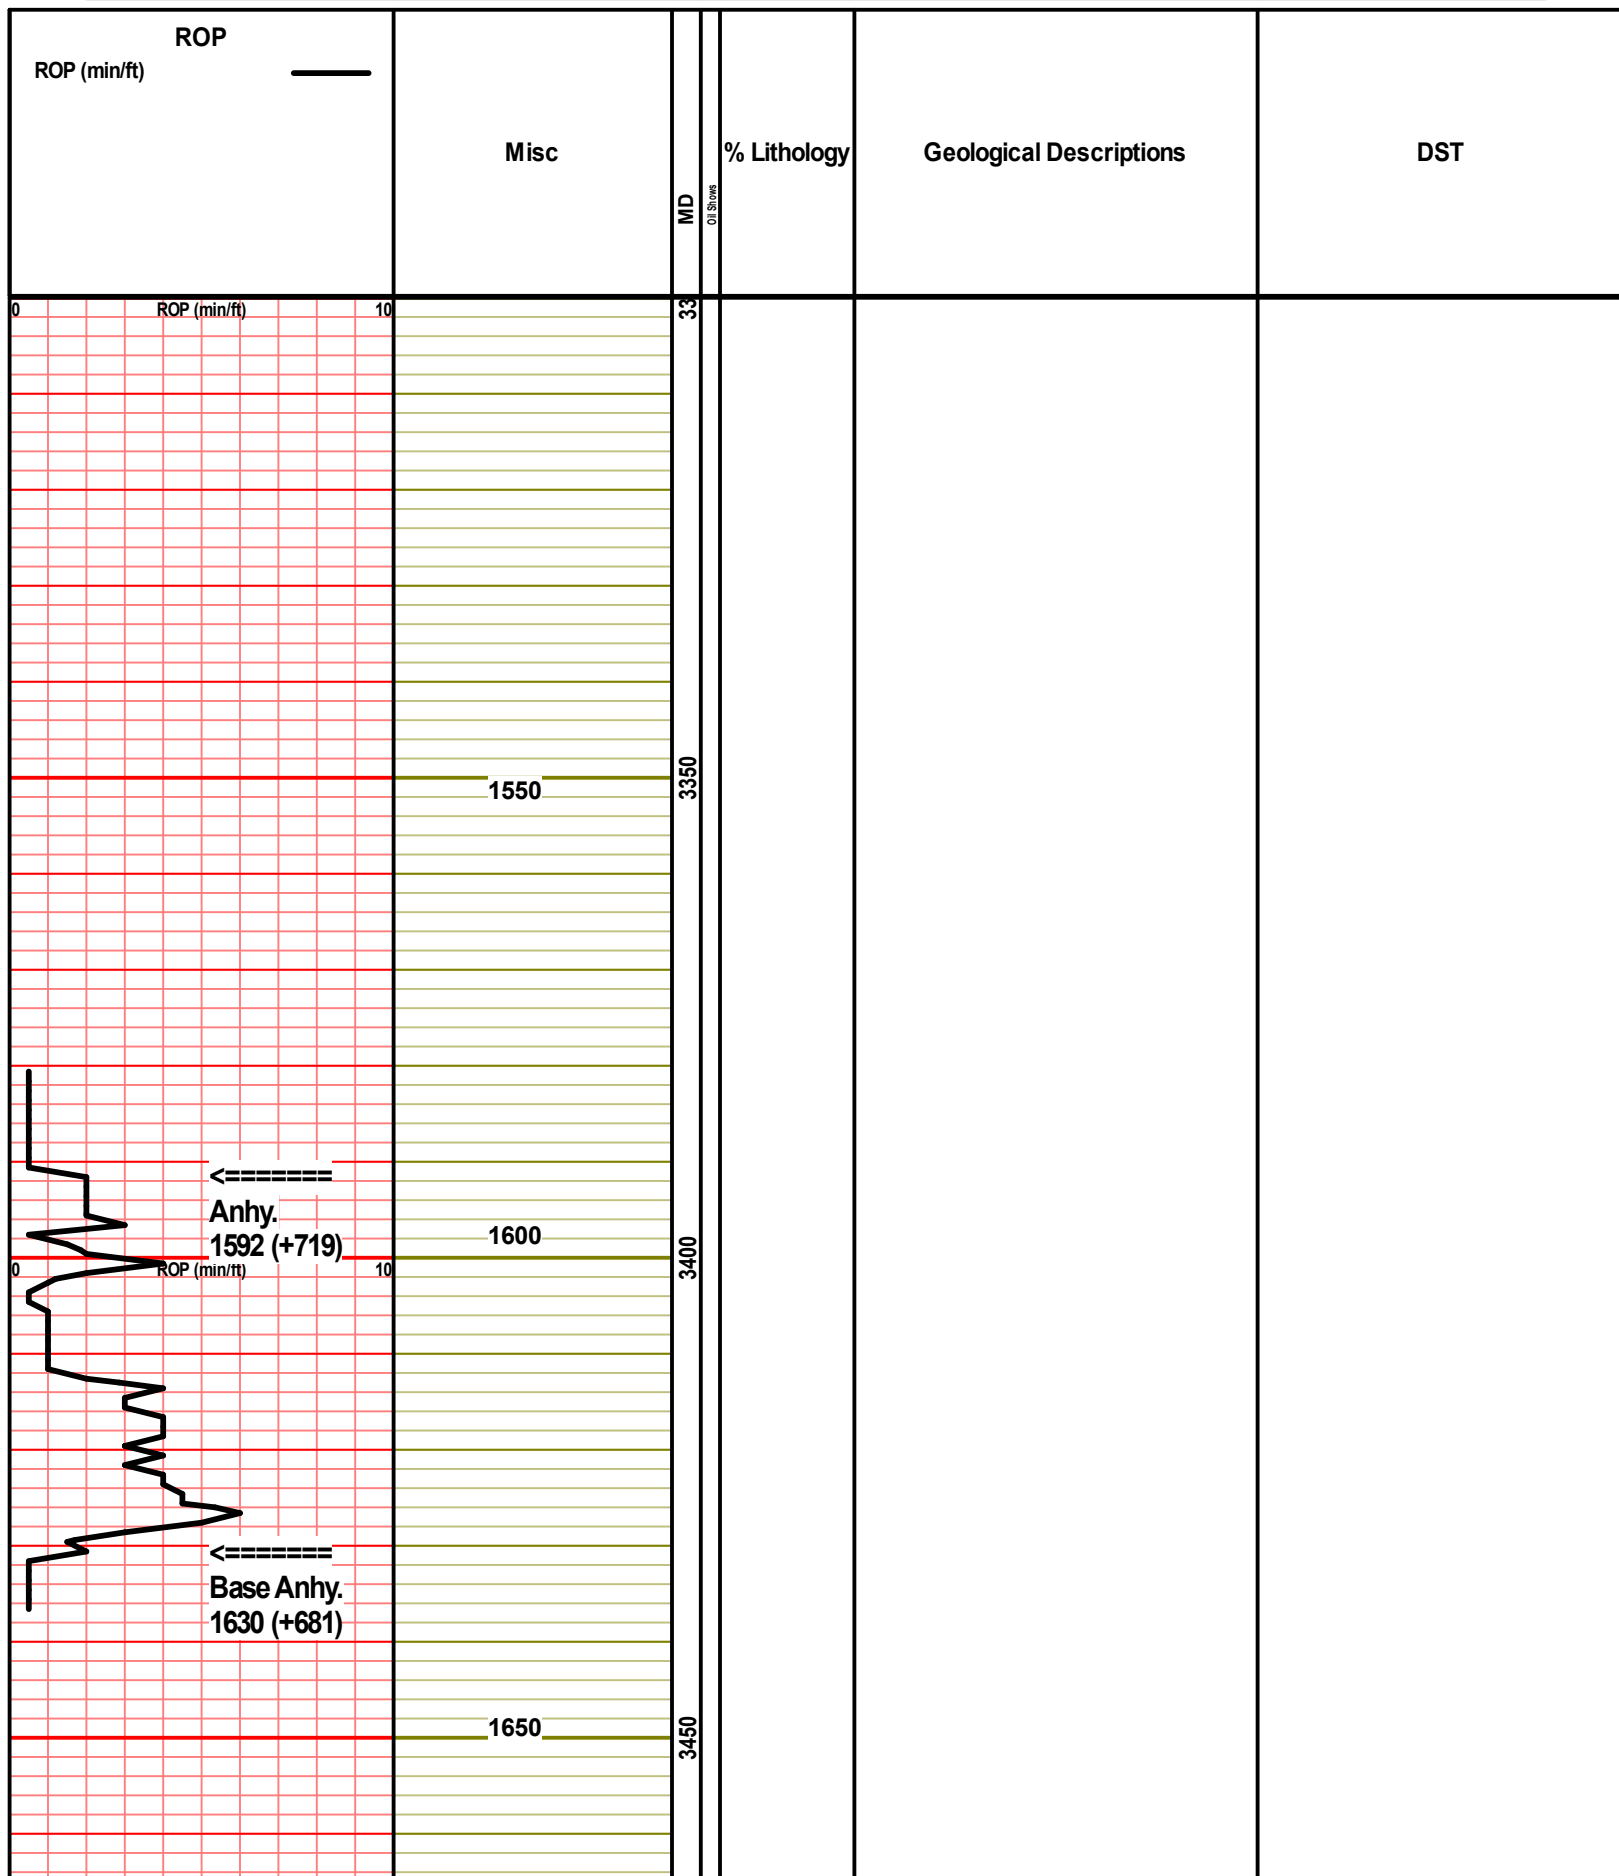 ROP
ROP (min/ft)
Misc
MD
Oil Shows
% Lithology
Geological Descriptions
DST
0 ROP (min/ft) 10
33
1550
3350
<=======
Anhy.
1592 (+719)
1600
3400
0 ROP (min/ft) 10
<=======
Base Anhy.
1630 (+681)
1650
3450